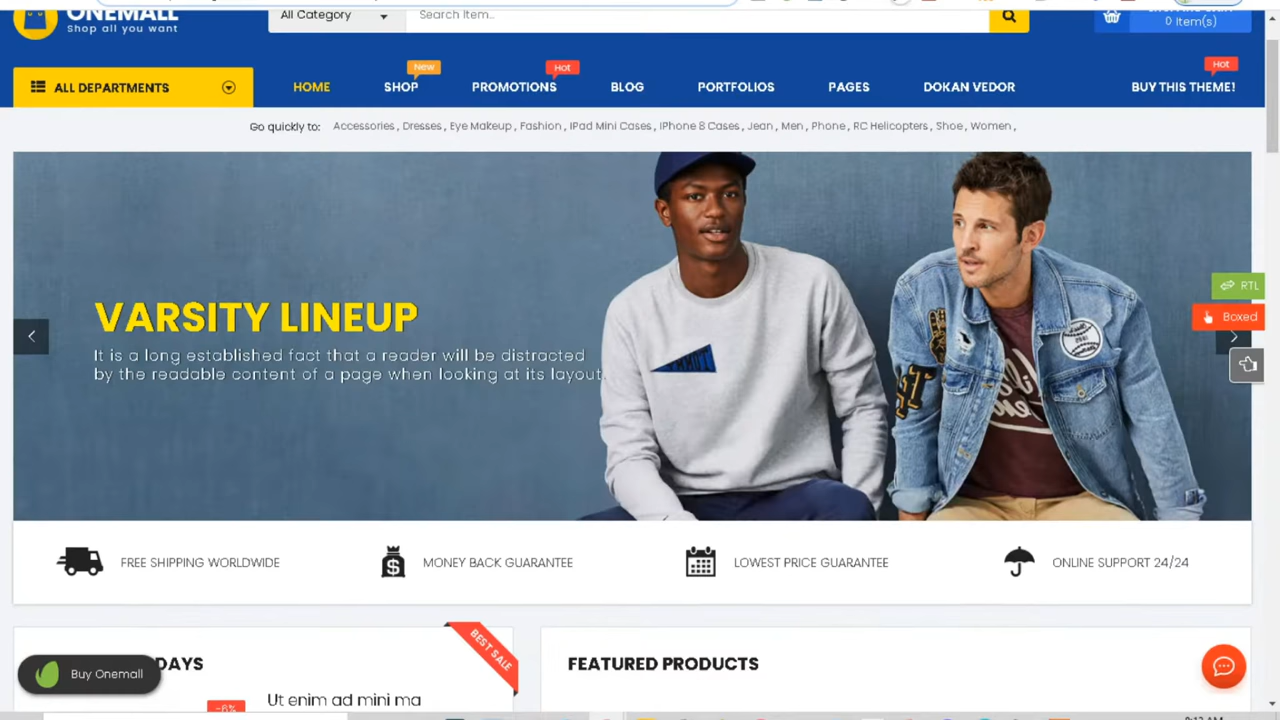 ONEMALL
Shop all you want
All Category
Search Item...
0 Item(s)
ALL DEPARTMENTS
HOME
New
SHOP
Hot
PROMOTIONS
BLOG
PORTFOLIOS
PAGES
DOKAN VEDOR
Hot
BUY THIS THEME!
Go quickly to: Accessories , Dresses , Eye Makeup , Fashion , IPad Mini Cases , IPhone 8 Cases , Jean , Men , Phone , RC Helicopters , Shoe , Women ,
VARSITY LINEUP
It is a long established fact that a reader will be distracted
by the readable content of a page when looking at its layout.
RTL
Boxed
FREE SHIPPING WORLDWIDE
MONEY BACK GUARANTEE
LOWEST PRICE GUARANTEE
ONLINE SUPPORT 24/24
DAYS
BEST SALE
FEATURED PRODUCTS
Buy Onemall
-6%
Ut enim ad mini ma